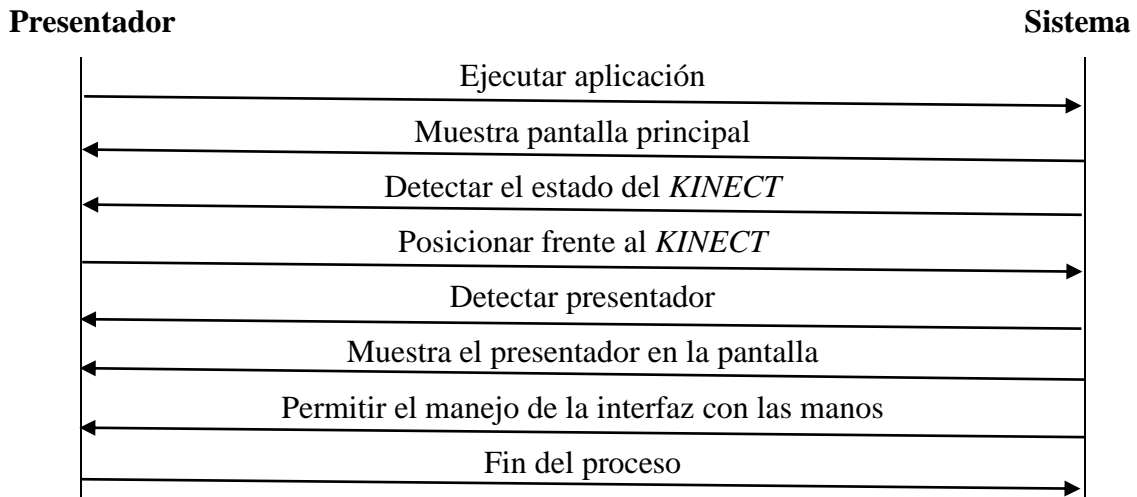 Presentador
Sistema
Ejecutar aplicación
Muestra pantalla principal
Detectar el estado del KINECT
Posicionar frente al KINECT
Detectar presentador
Muestra el presentador en la pantalla
Permitir el manejo de la interfaz con las manos
Fin del proceso